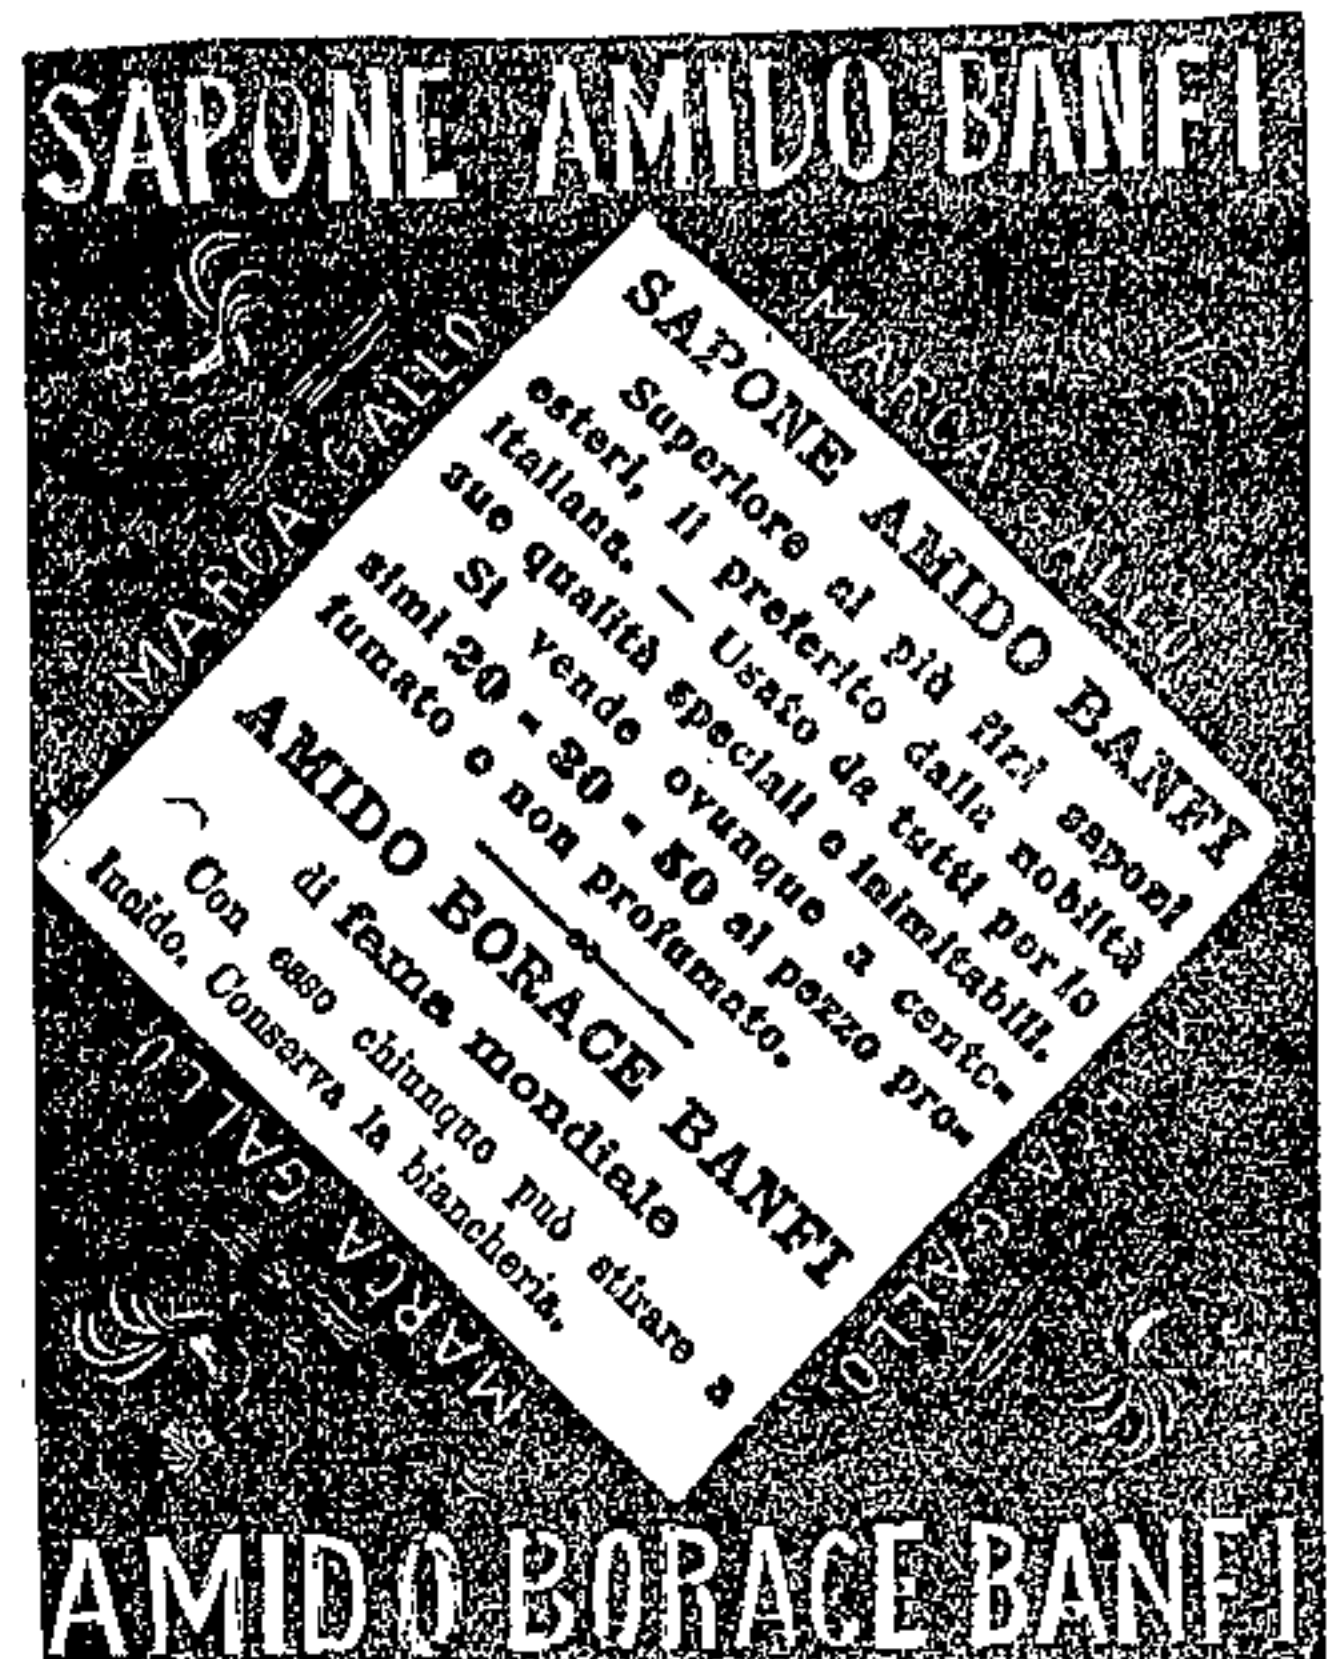 SAPONE AMIDO BANFI
MARCA GALLO
MARCA GALLO
SAPONE AMIDO BANFI
Superiore ai più fini saponi
esteri, il preferito dalla nobiltà
italiana. — Usato da tutti per le
sue qualità speciali e inimitabili.
Si vende ovunque a cente-
simi 20 - 30 - 50 al pezzo pro-
fumato e non profumato.
AMIDO BORACE BANFI
di fama mondiale
Con esso chiunque può stirare a
lucido. Conserva la biancheria.
MARCA GALLO
MARCA GALLO
AMIDO BORACE BANFI